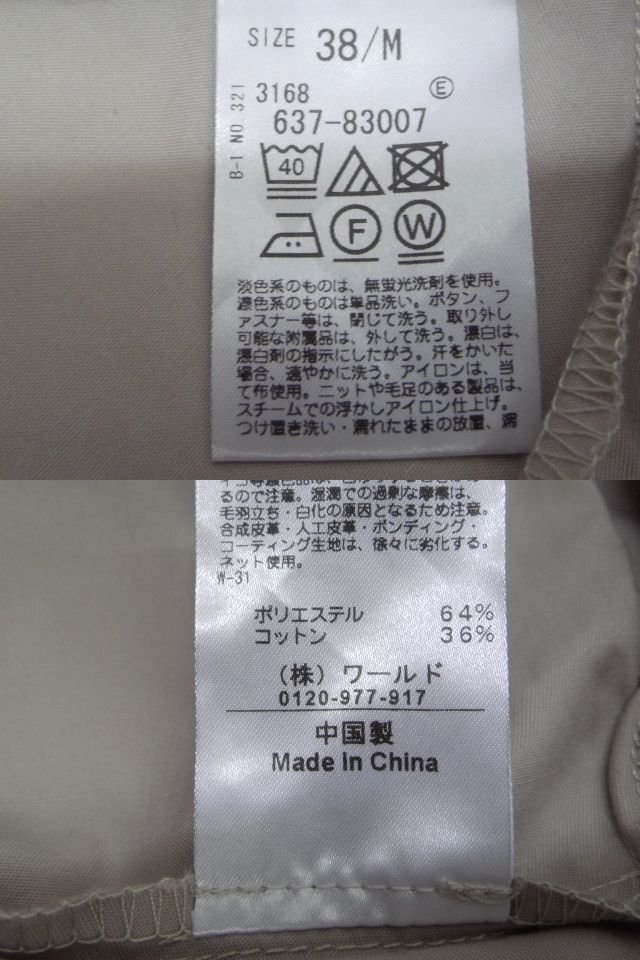 SIZE 38/M
B-I NO.321
3168 Ⓔ
637-83007
40
F W
淡色系のものは、無蛍光洗剤を使用。
濃色系のものは単品洗い。ボタン、フ
ァスナー等は、閉じて洗う。取り外し
可能な附属品は、外して洗う。漂白は、
漂白剤の指示にしたがう。汗をかいた
場合、速やかに洗う。アイロンは、当
て布使用。ニットや毛足のある製品は、
スチームでの浮かしアイロン仕上げ。
つけ置き洗い・濡れたままの放置、濡
るので注意。湿潤での過剰な摩擦は、
毛羽立ち・白化の原因となるため注意。
合成皮革・人工皮革・ボンディング・
コーティング生地は、徐々に劣化する。
ネット使用。
W-31
ポリエステル 64%
コットン 36%
(株)ワールド
0120-977-917
中国製
Made in China